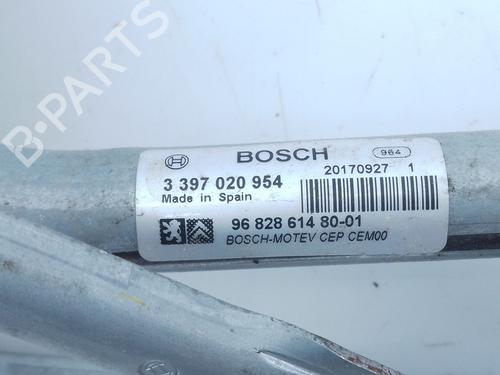 BOSCH 964
3 397 020 954 20170927 1
Made in Spain
96 828 614 80-01
BOSCH-MOTEV CEP CEM00
B-PARTS